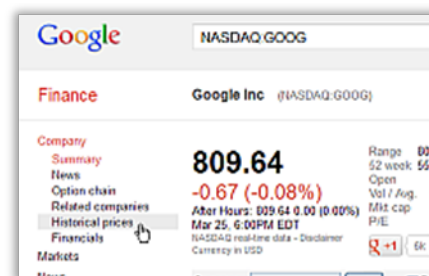 Google
NASDAQ:GOOG
Finance
Google Inc (NASDAQ:GOOG)
Company
Summary
News
Option chain
Related companies
Historical prices
Financials
Markets
News
809.64
-0.67 (-0.08%)
After Hours: 809.64 0.00 (0.00%)
Mar 25, 6:00PM EDT
NASDAQ real-time data - Disclaimer
Currency in USD
Range
52 week
Open
Vol / Avg.
Mkt cap
P/E
+1
6k